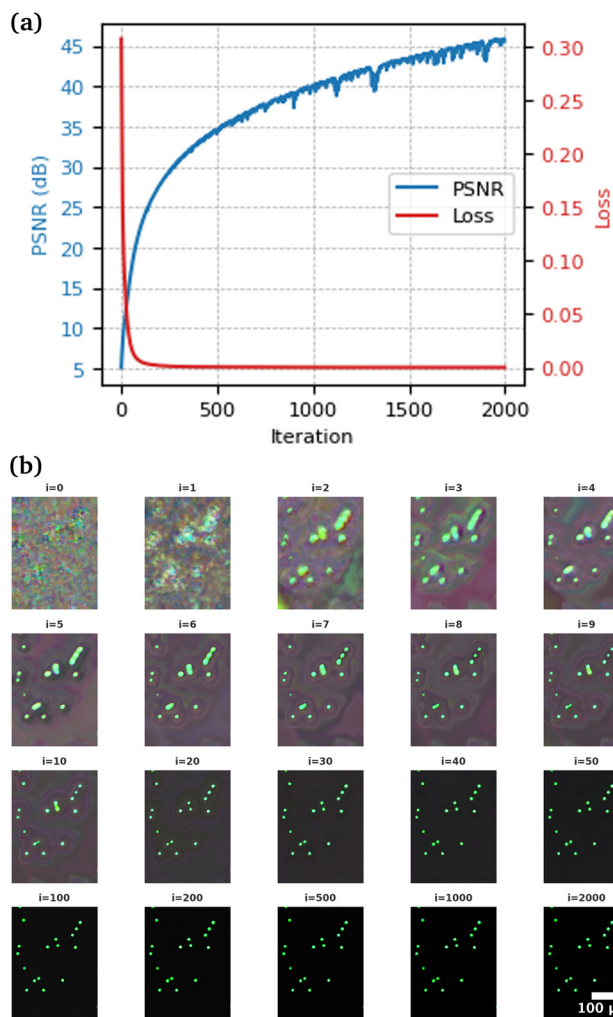 (a)
45
40
35
30
25
20
15
10
5
PSNR (dB)
0.30
0.25
0.20
0.15
0.10
0.05
0.00
Loss
PSNR
Loss
0 500 1000 1500 2000
Iteration
(b)
i=0 i=1 i=2 i=3 i=4
i=5 i=6 i=7 i=8 i=9
i=10 i=20 i=30 i=40 i=50
i=100 i=200 i=500 i=1000 i=2000
100 μ